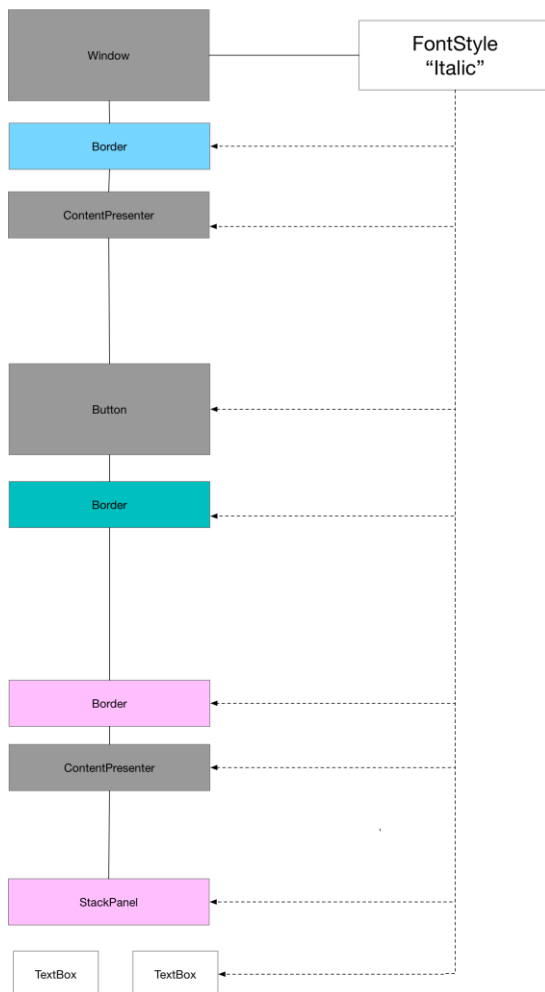 Window
FontStyle
“Italic”
Border
ContentPresenter
Button
Border
Border
ContentPresenter
StackPanel
TextBox
TextBox